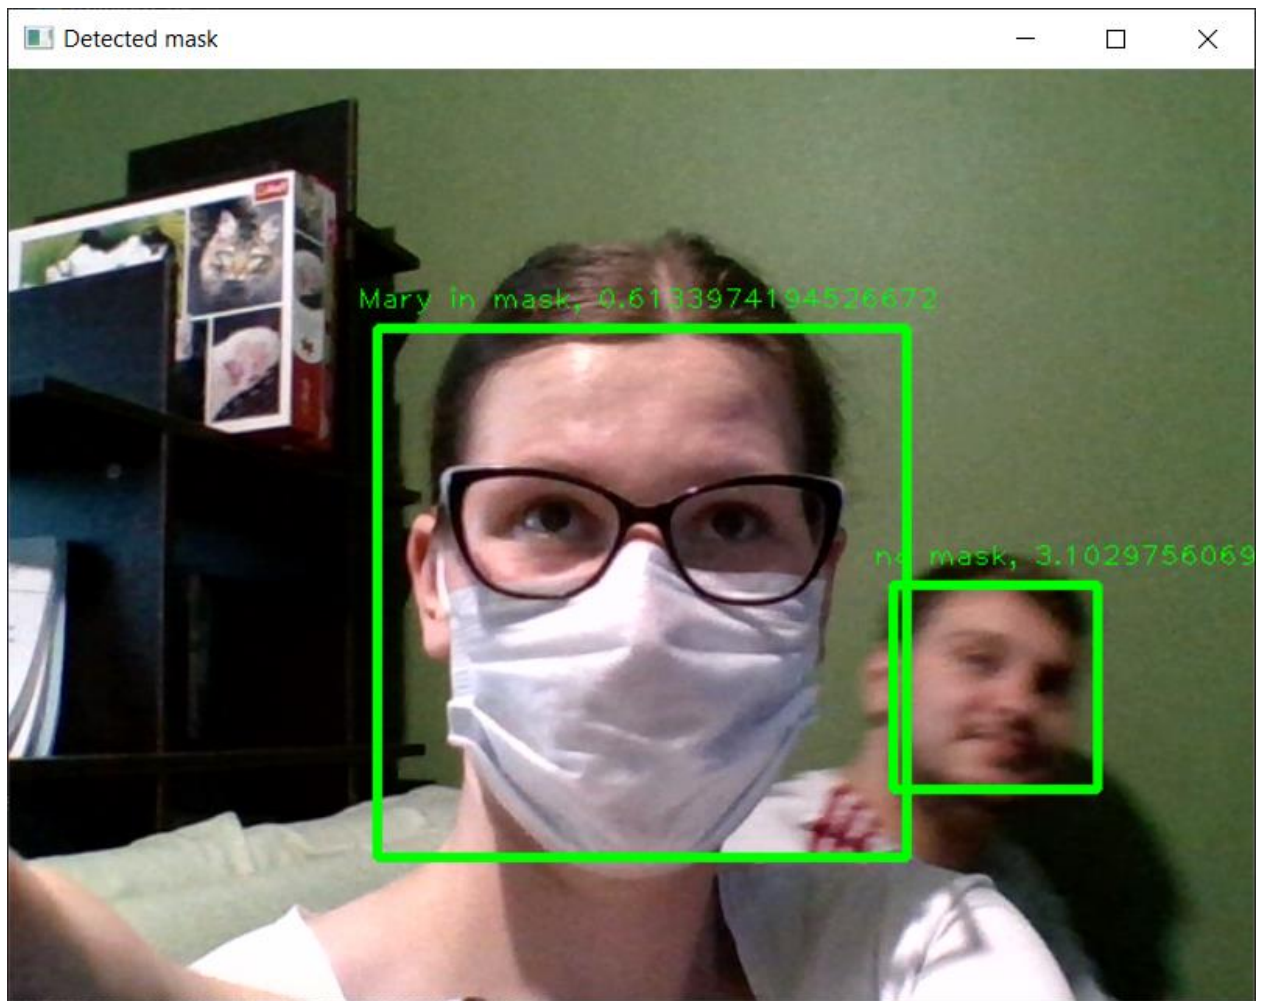 Detected mask
Mary in mask, 0.6133974194526672
no mask, 3.1029756069